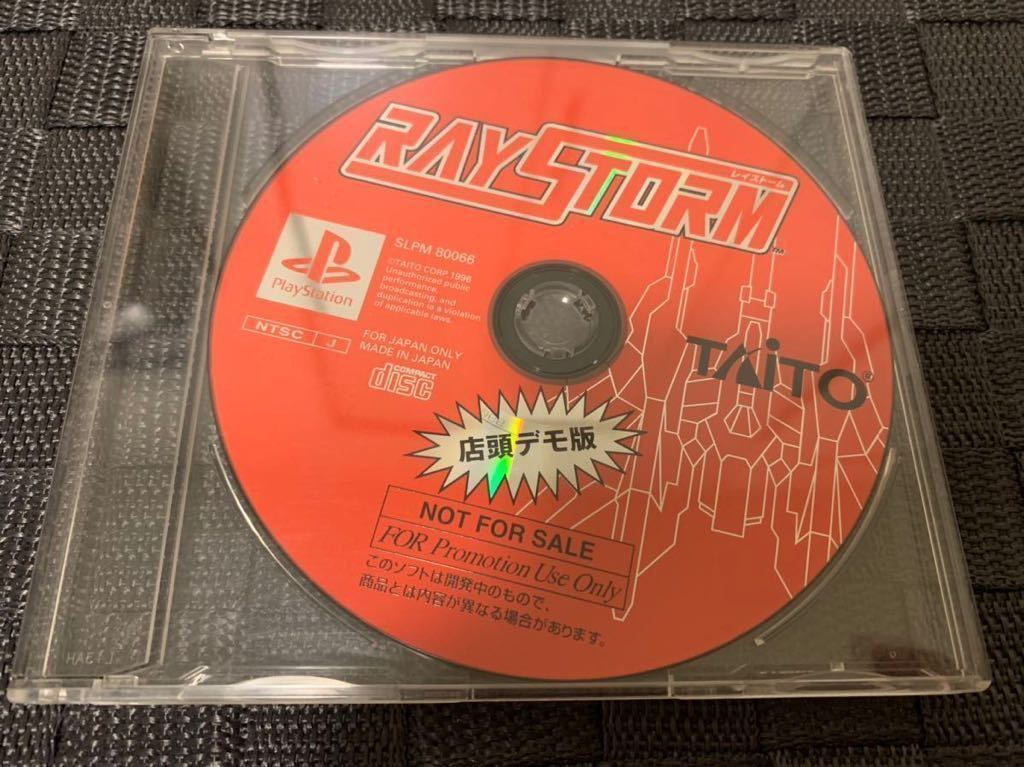 RAYSTORM
レイストーム
TM
PlayStation
SLPM 80066
©TAITO CORP.1996
Unauthorized public
performance,
broadcasting, and
duplication is a violation
of applicable laws.
NTSC J
FOR JAPAN ONLY
MADE IN JAPAN
COMPACT
disc
TAITO®
店頭デモ版
NOT FOR SALE
FOR Promotion Use Only
このソフトは開発中のもので、
商品とは内容が異なる場合があります。